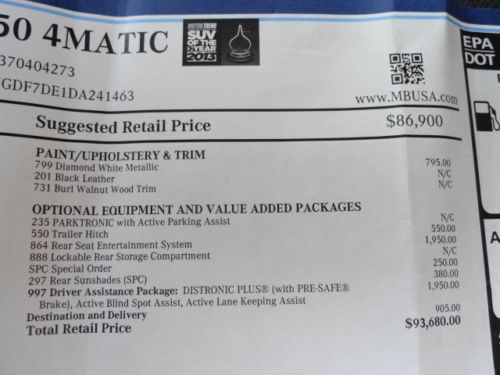 50 4MATIC
MOTOR TREND
SUV
OF THE
YEAR
2013
370404273
GDF7DE1DA241463
www.MBUSA.com
EPA
DOT
Suggested Retail Price $86,900
PAINT/UPHOLSTERY & TRIM
799 Diamond White Metallic 795.00
201 Black Leather N/C
731 Burl Walnut Wood Trim N/C
OPTIONAL EQUIPMENT AND VALUE ADDED PACKAGES
235 PARKTRONIC with Active Parking Assist N/C
550 Trailer Hitch 550.00
864 Rear Seat Entertainment System 1,950.00
888 Lockable Rear Storage Compartment N/C
SPC Special Order 250.00
297 Rear Sunshades (SPC) 380.00
997 Driver Assistance Package: DISTRONIC PLUS® (with PRE-SAFE® 1,950.00
Brake), Active Blind Spot Assist, Active Lane Keeping Assist
Destination and Delivery 905.00
Total Retail Price $93,680.00